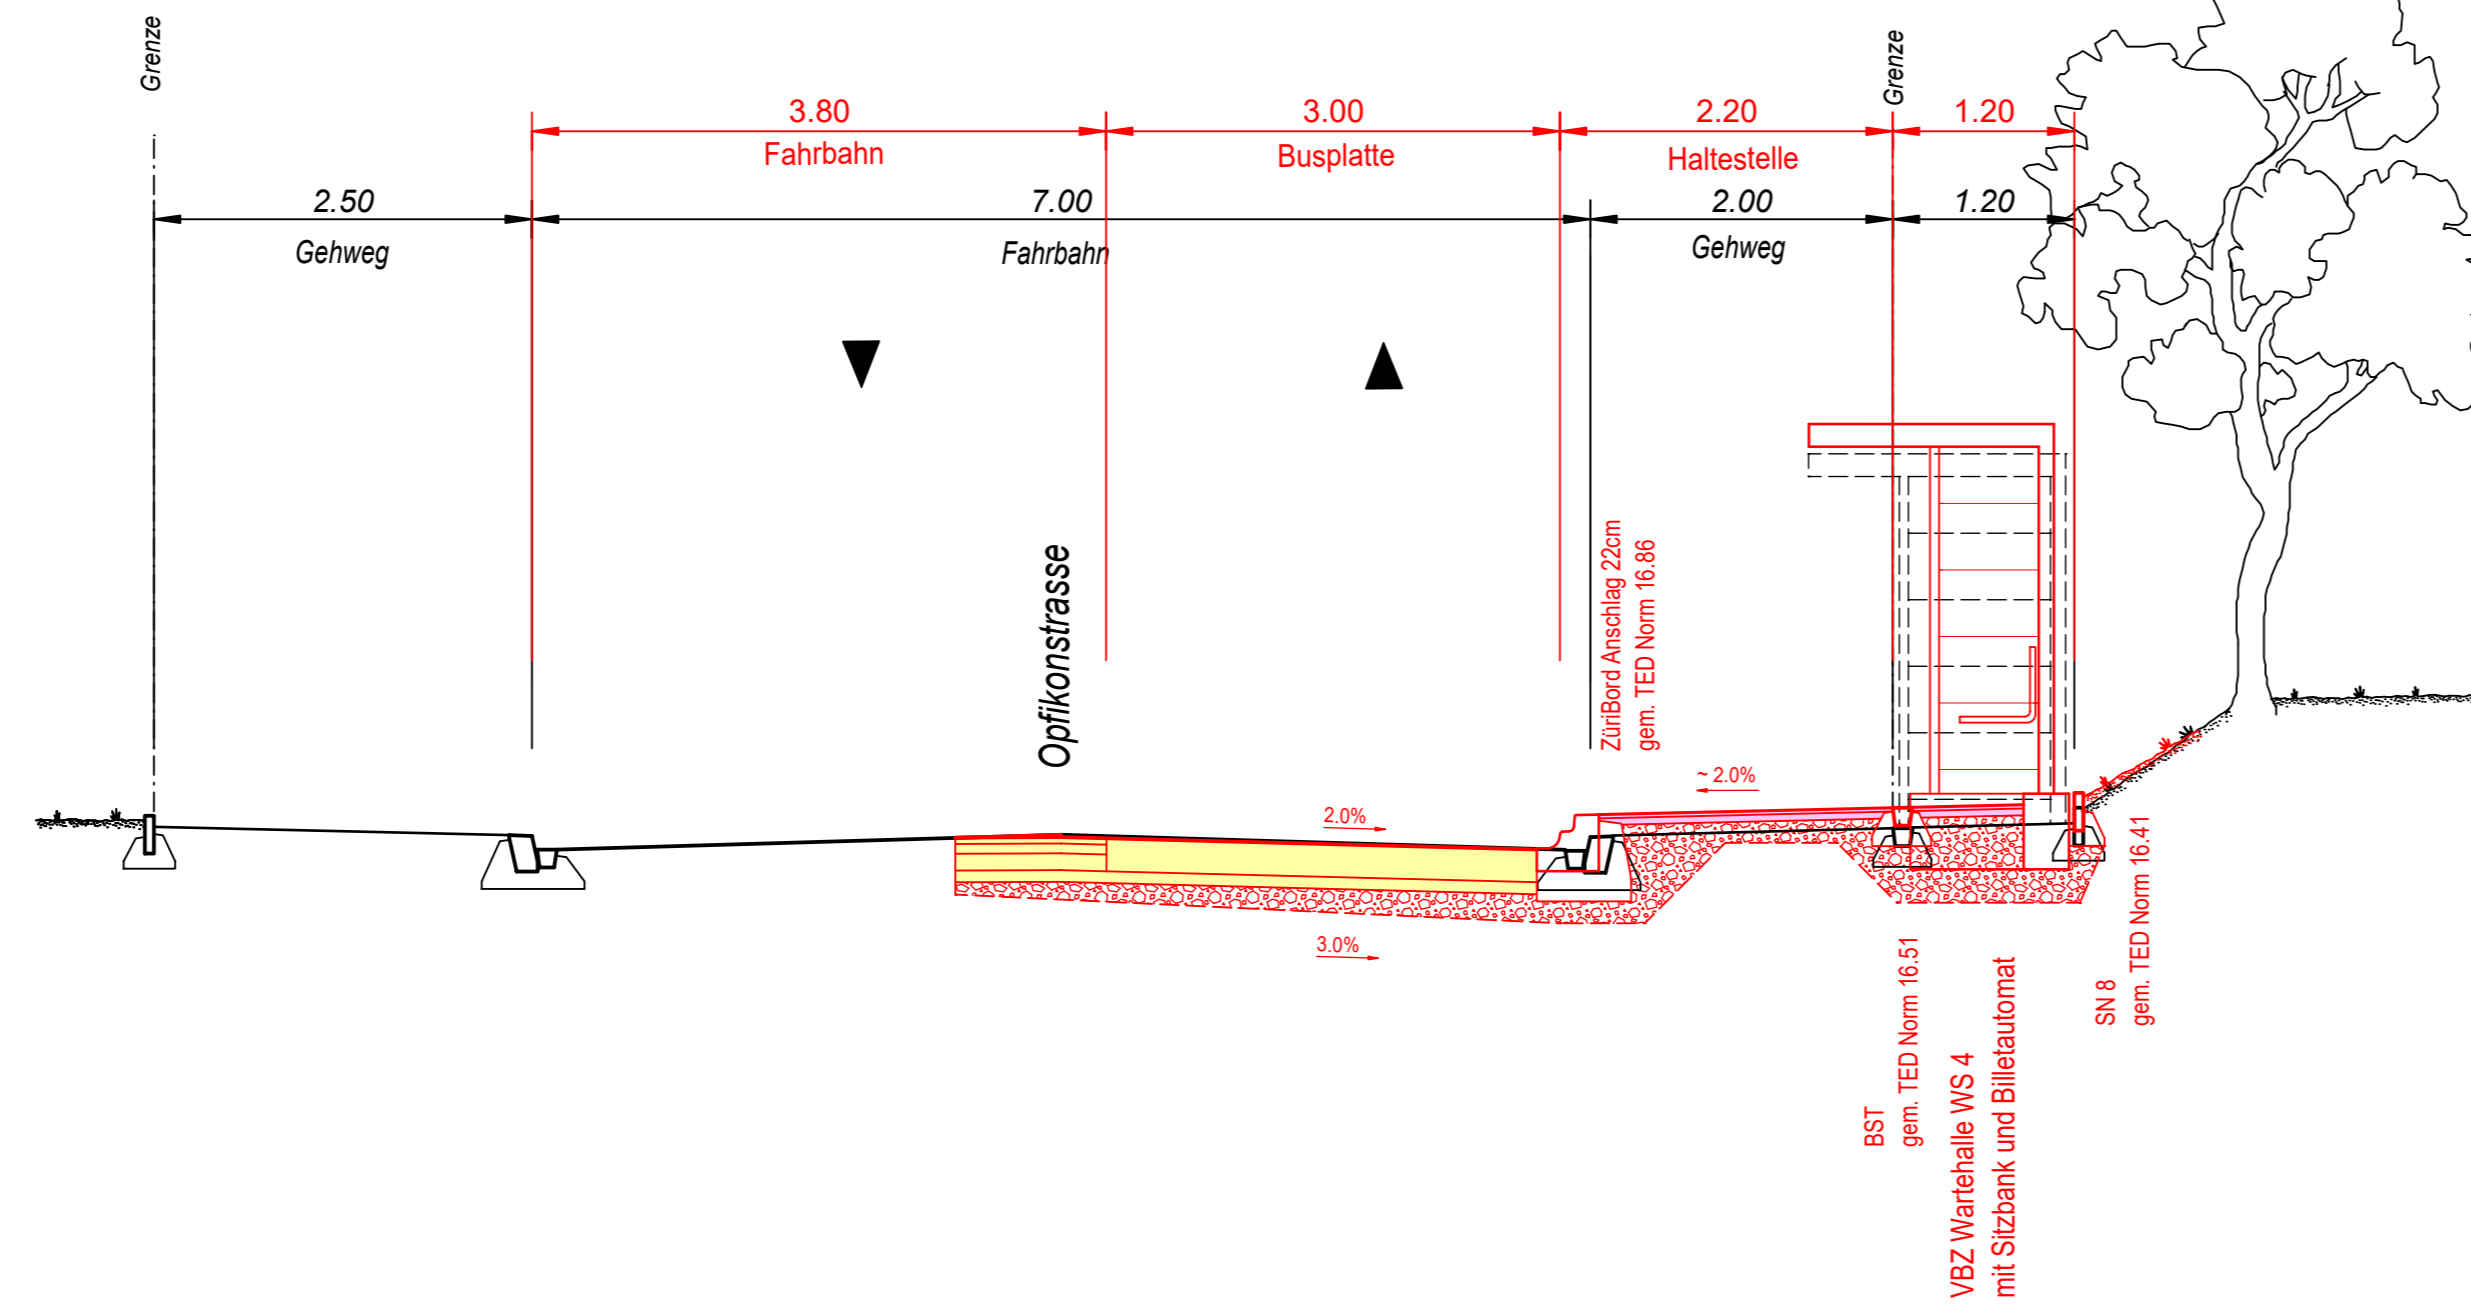 Grenze
Grenze
3.80
3.00
2.20
1.20
Fahrbahn
Busplatte
Haltestelle
2.50
7.00
2.00
1.20
Gehweg
Fahrbahn
Gehweg
Opfikonstrasse
ZüriBord Anschlag 22cm
gem. TED Norm 16.86
~ 2.0%
2.0%
3.0%
BST
gem. TED Norm 16.51
VBZ Wartehalle WS 4
mit Sitzbank und Billetautomat
SN 8
gem. TED Norm 16.41